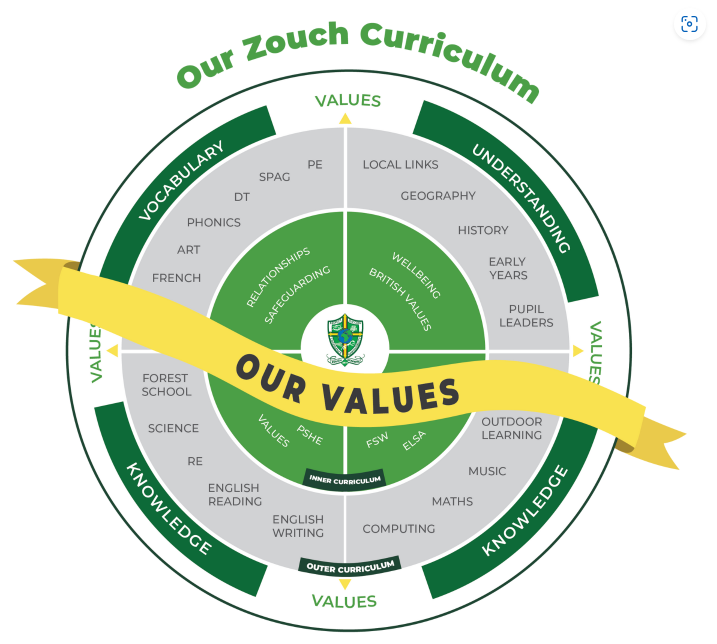 Our Zouch Curriculum
VALUES
VOCABULARY
UNDERSTANDING
PE
SPAG
DT
PHONICS
ART
FRENCH
LOCAL LINKS
GEOGRAPHY
HISTORY
EARLY
YEARS
PUPIL
LEADERS
RELATIONSHIPS
SAFEGUARDING
WELLBEING
BRITISH VALUES
VALUES
VALUES
OUR VALUES
FOREST
SCHOOL
SCIENCE
RE
ENGLISH
READING
ENGLISH
WRITING
VALUES
PSHE
FSW
ELSA
OUTDOOR
LEARNING
MUSIC
MATHS
COMPUTING
INNER CURRICULUM
OUTER CURRICULUM
KNOWLEDGE
KNOWLEDGE
VALUES